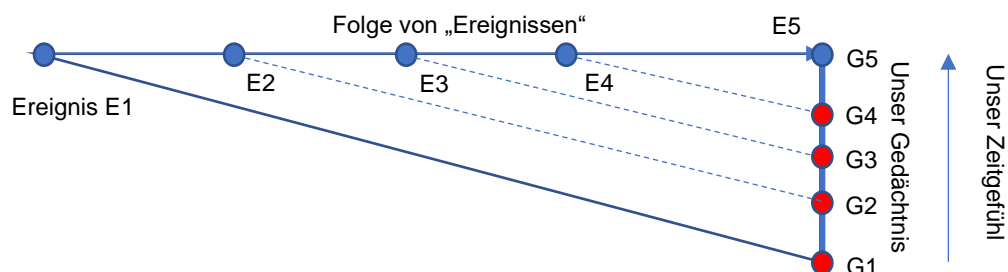 Folge von „Ereignissen“
E5
G5
E2
E3
E4
Ereignis E1
G4
G3
G2
G1
Unser Gedächtnis
Unser Zeitgefühl